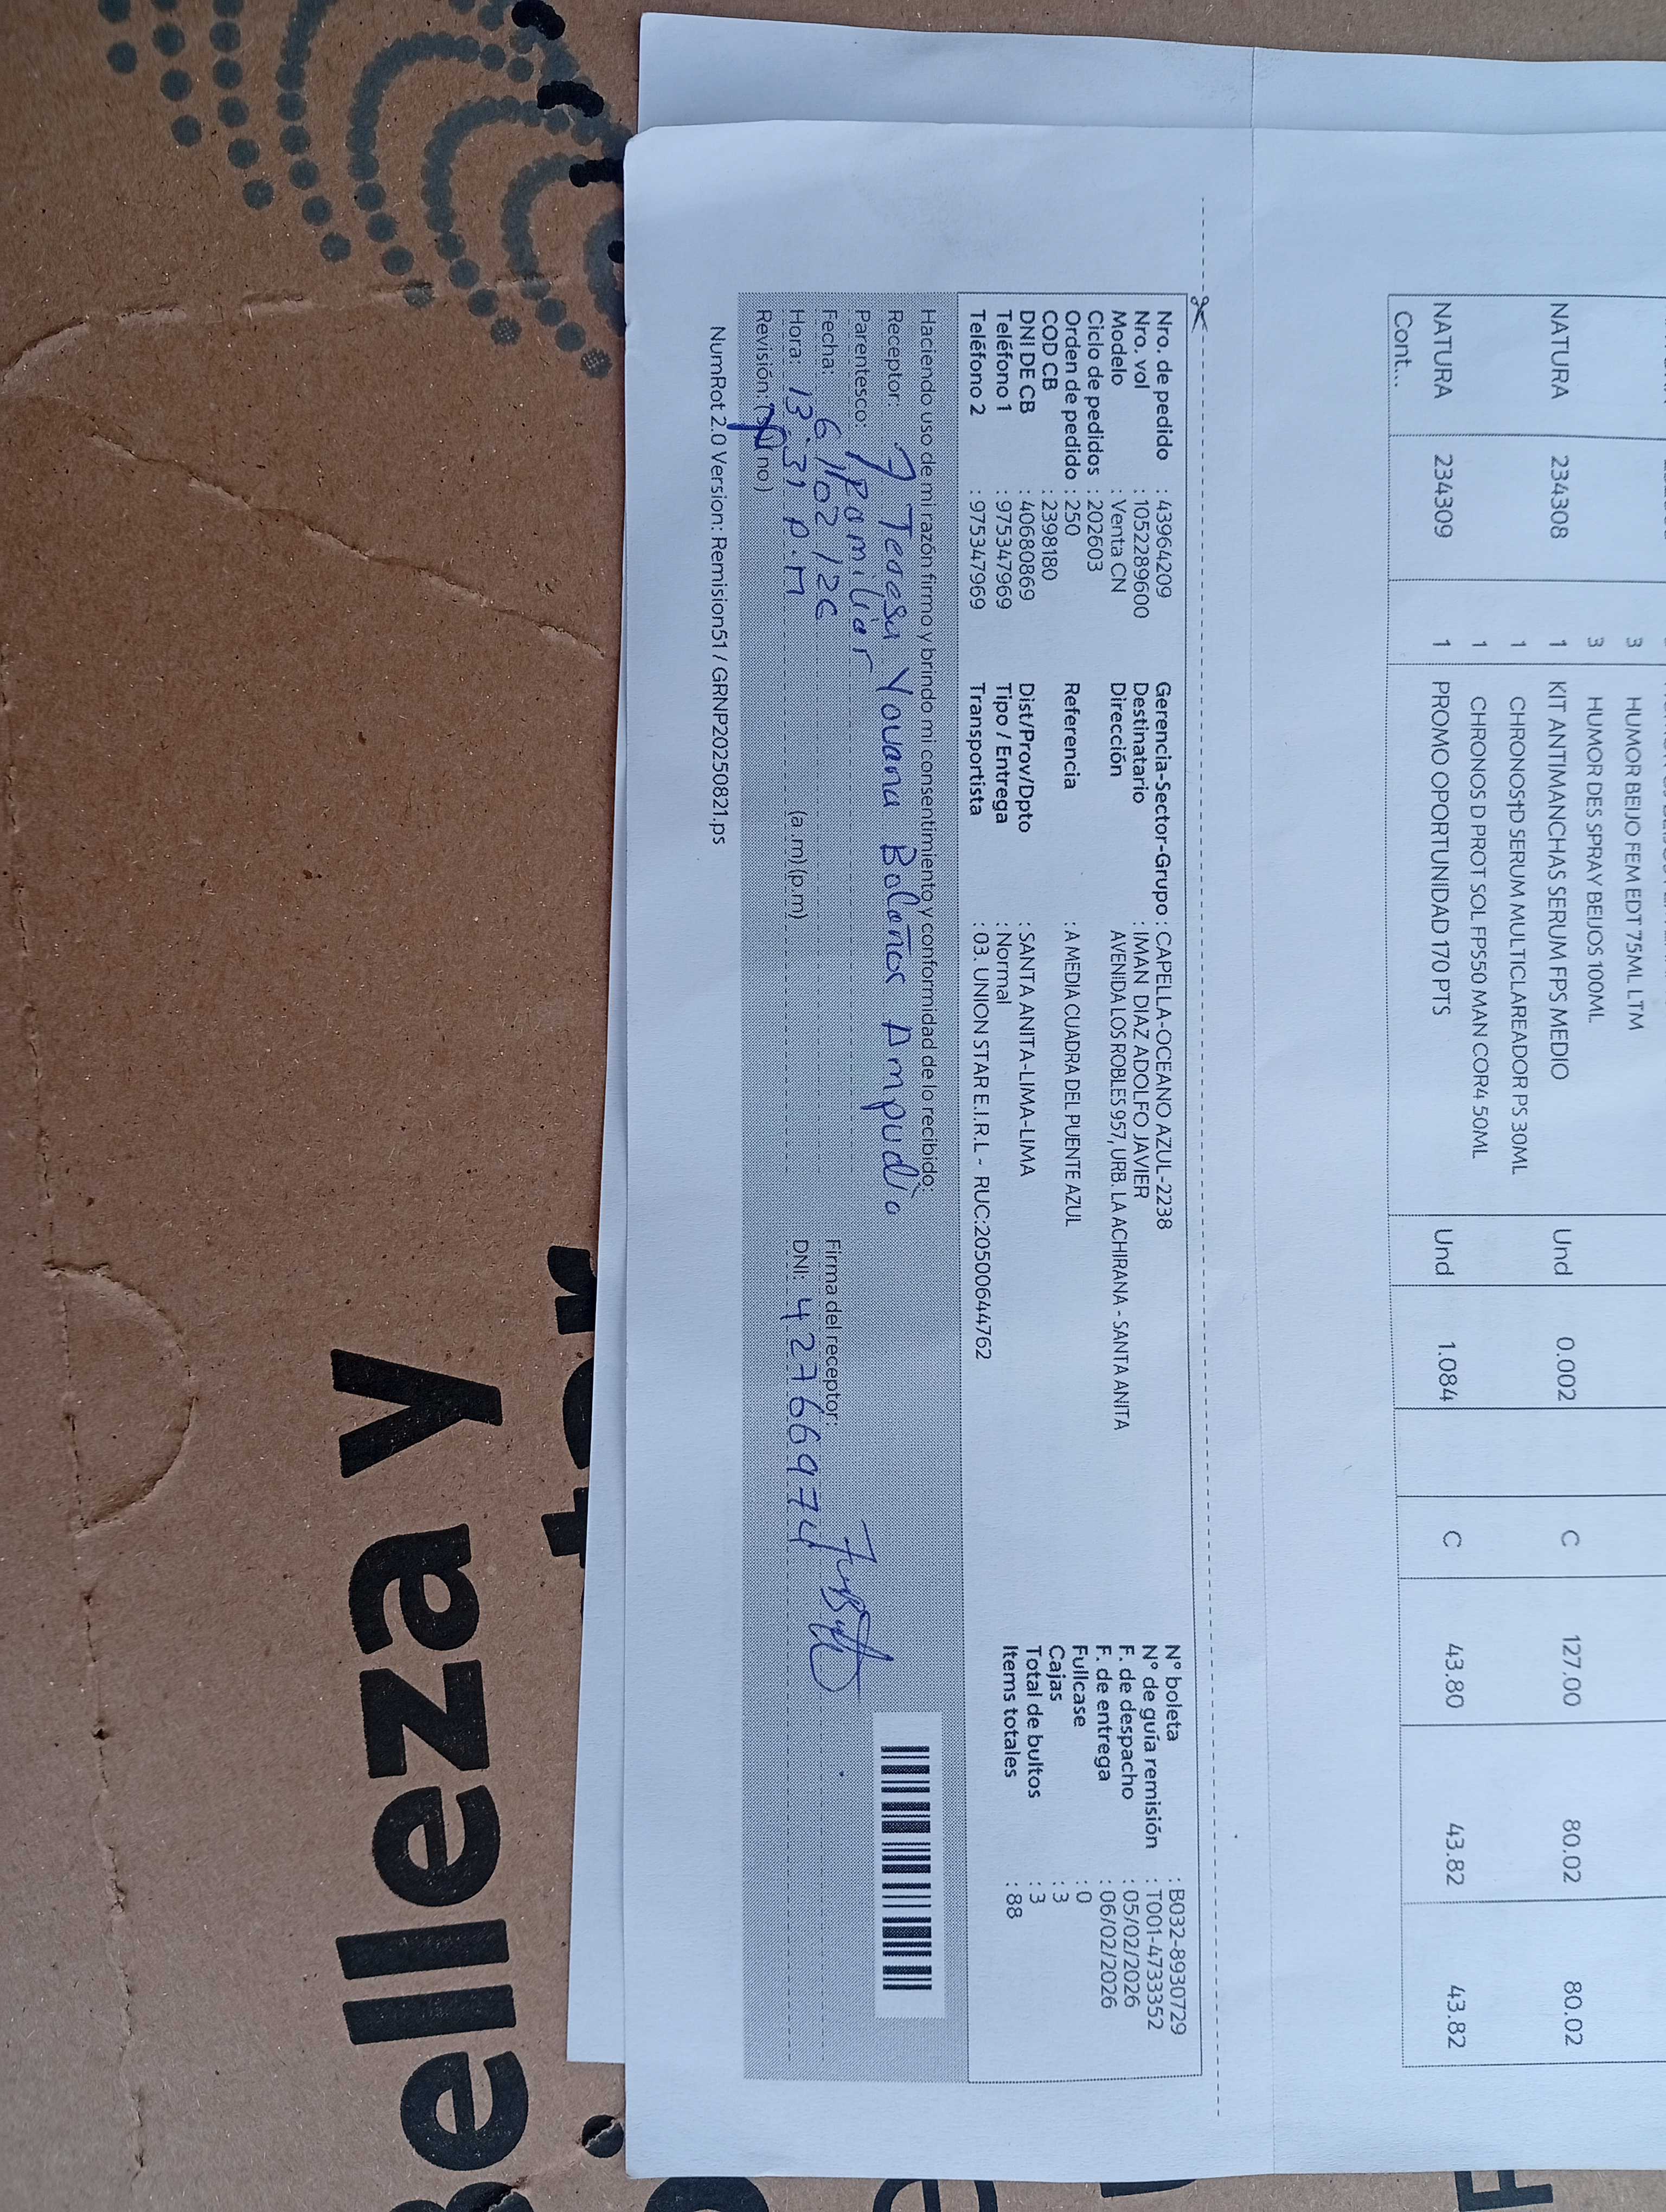 3 HUMOR BEIJO FEM EDT 75ML LTM
3 HUMOR DES SPRAY BEIJOS 100ML
NATURA 234308 1 KIT ANTIMANCHAS SERUM FPS MEDIO Und 0.002 C 127.00 80.02 80.02
1 CHRONOS†D SERUM MULTICLAREADOR PS 30ML
1 CHRONOS D PROT SOL FPS50 MAN COR4 50ML
NATURA 234309 1 PROMO OPORTUNIDAD 170 PTS Und 1.084 C 43.80 43.82 43.82
Cont...
Nro. de pedido : 43964209 Gerencia-Sector-Grupo : CAPELLA-OCEANO AZUL-2238 N° boleta : B032-8930729
Nro. vol : 1052289600 Destinatario : IMAN DIAZ ADOLFO JAVIER N° de guía remisión : T001-4733352
Modelo : Venta CN Dirección AVENIDA LOS ROBLES 957, URB. LA ACHIRANA - SANTA ANITA F. de despacho : 05/02/2026
Ciclo de pedidos : 202603 F. de entrega : 06/02/2026
Orden de pedido : 250 Referencia : A MEDIA CUADRA DEL PUENTE AZUL Fullcase : 0
COD CB : 2398180 Cajas : 3
DNI DE CB : 40680869 Dist/Prov/Dpto : SANTA ANITA-LIMA-LIMA Total de bultos : 3
Teléfono 1 : 975347969 Tipo / Entrega : Normal Items totales : 88
Teléfono 2 : 975347969 Transportista : 03. UNION STAR E.I.R.L - RUC:20500644762
Haciendo uso de mi razón firmo y brindo mi consentimiento y conformidad de lo recibido:
Receptor: Teresa Youana Bolaños Ampudia
Parentesco: Familiar
Fecha: 6/02/26 Firma del receptor:
Hora: 13:31 p.m (a.m) (p.m) DNI: 42766974
Revisión: (si) no)
NumRot 2.0 Version: Remision51 / GRNP20250821.ps
Belleza y